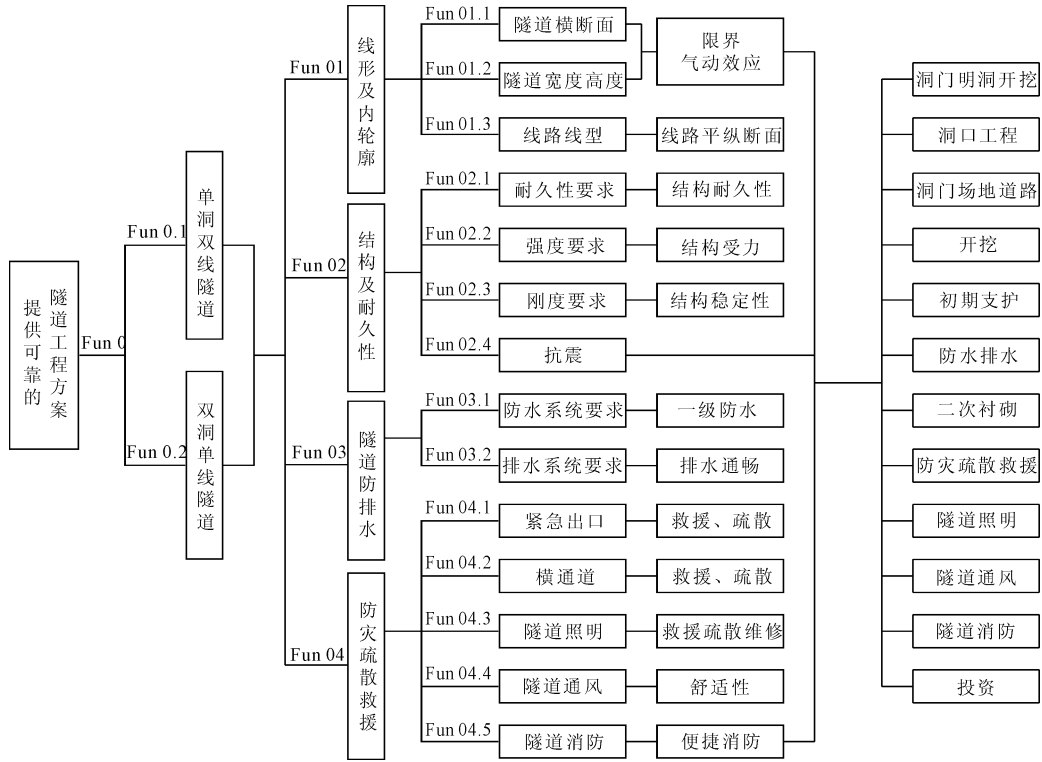 提供可靠的
隧道工程方案
Fun 0
Fun 0.1
单洞双线隧道
Fun 0.2
双洞单线隧道
Fun 01
线形及内轮廓
Fun 01.1
隧道横断面
Fun 01.2
隧道宽度高度
限界
气动效应
Fun 01.3
线路线型
线路平纵断面
Fun 02
结构及耐久性
Fun 02.1
耐久性要求
结构耐久性
Fun 02.2
强度要求
结构受力
Fun 02.3
刚度要求
结构稳定性
Fun 02.4
抗震
Fun 03
隧道防排水
Fun 03.1
防水系统要求
一级防水
Fun 03.2
排水系统要求
排水通畅
Fun 04
防灾疏散救援
Fun 04.1
紧急出口
救援、疏散
Fun 04.2
横通道
救援、疏散
Fun 04.3
隧道照明
救援疏散维修
Fun 04.4
隧道通风
舒适性
Fun 04.5
隧道消防
便捷消防
洞门明洞开挖
洞口工程
洞门场地道路
开挖
初期支护
防水排水
二次衬砌
防灾疏散救援
隧道照明
隧道通风
隧道消防
投资